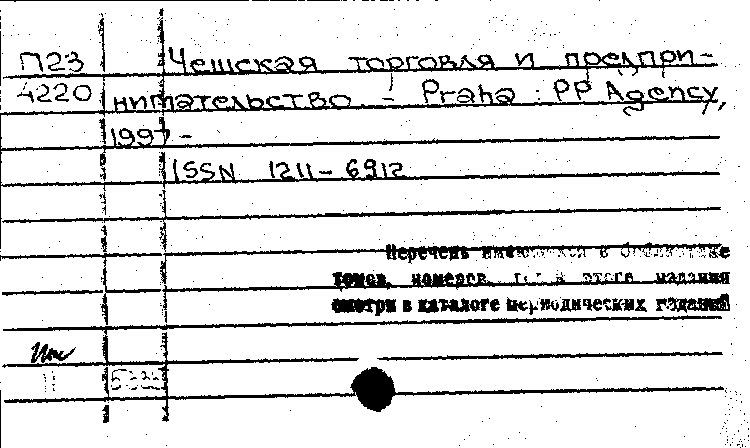 П23 Чешская торговля и предпри-
4220 нимательство - Praha : PP Agency,
1997 -
ISSN 1211-6912
Перечень имеющихся в библиотеке
томов, номеров, г.г. и этого издания
смотри в каталоге периодических изданий